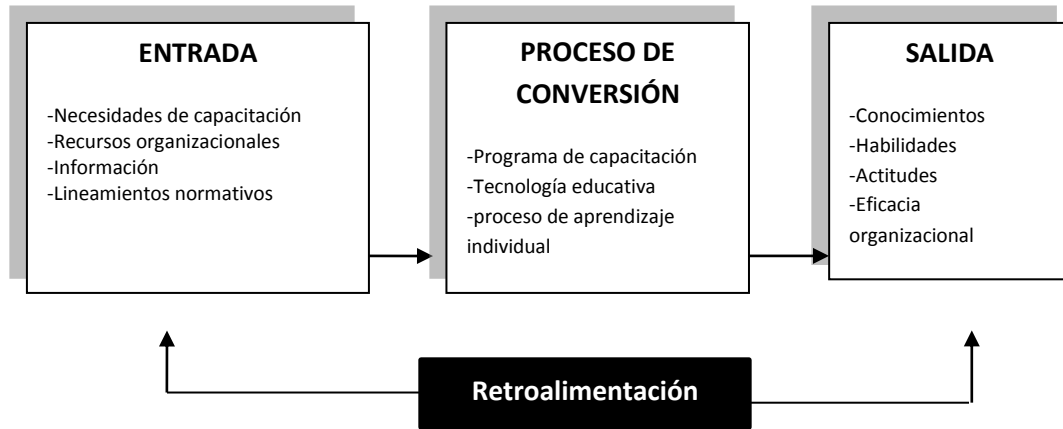 ENTRADA
-Necesidades de capacitación
-Recursos organizacionales
-Información
-Lineamientos normativos
PROCESO DE
CONVERSIÓN
-Programa de capacitación
-Tecnología educativa
-proceso de aprendizaje
individual
SALIDA
-Conocimientos
-Habilidades
-Actitudes
-Eficacia
organizacional
Retroalimentación